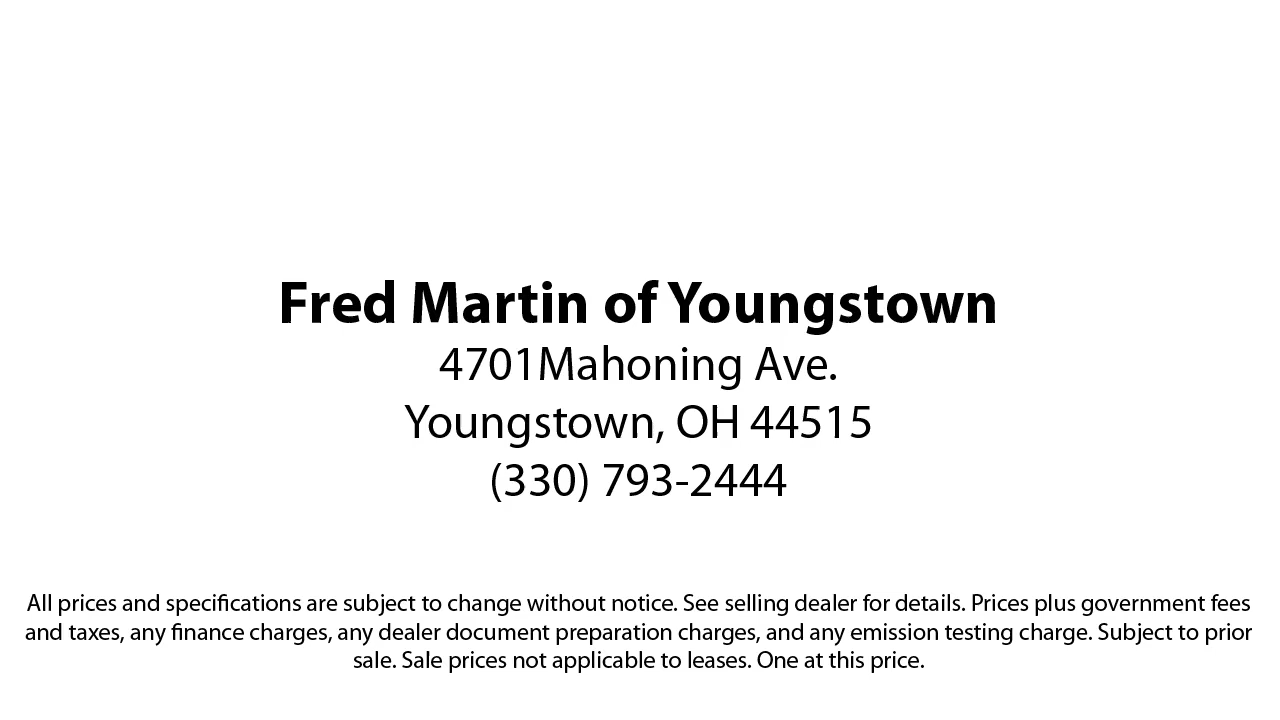 Fred Martin of Youngstown
4701Mahoning Ave.
Youngstown, OH 44515
(330) 793-2444
All prices and specifications are subject to change without notice. See selling dealer for details. Prices plus government fees
and taxes, any finance charges, any dealer document preparation charges, and any emission testing charge. Subject to prior
sale. Sale prices not applicable to leases. One at this price.